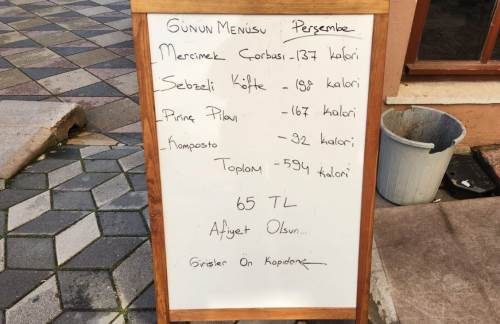 GÜNÜN MENÜSÜ Perşembe
_ Mercimek Çorbası - 137 kalori
_ Sebzeli Köfte - 198 kalori
_ Pirinç Pilavı - 167 kalori
_ Komposto - 92 kalori
Toplam - 594 kalori
65 TL
Afiyet Olsun...
Girişler Ön Kapıdan